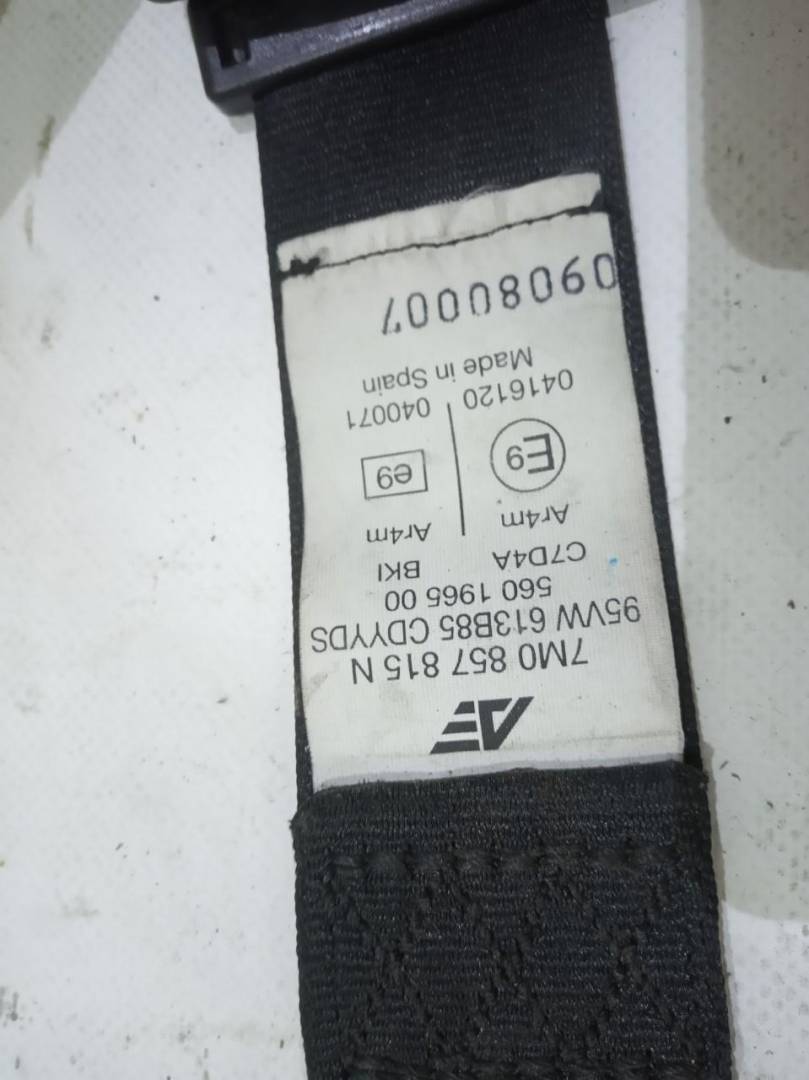 AE
7M0 857 815 N
95VW 613B85 CDYYDS
560 1965 00
C7D4A BKI
Ar4m Ar4m
E9 e9
0416120 040071
Made in Spain
09080007